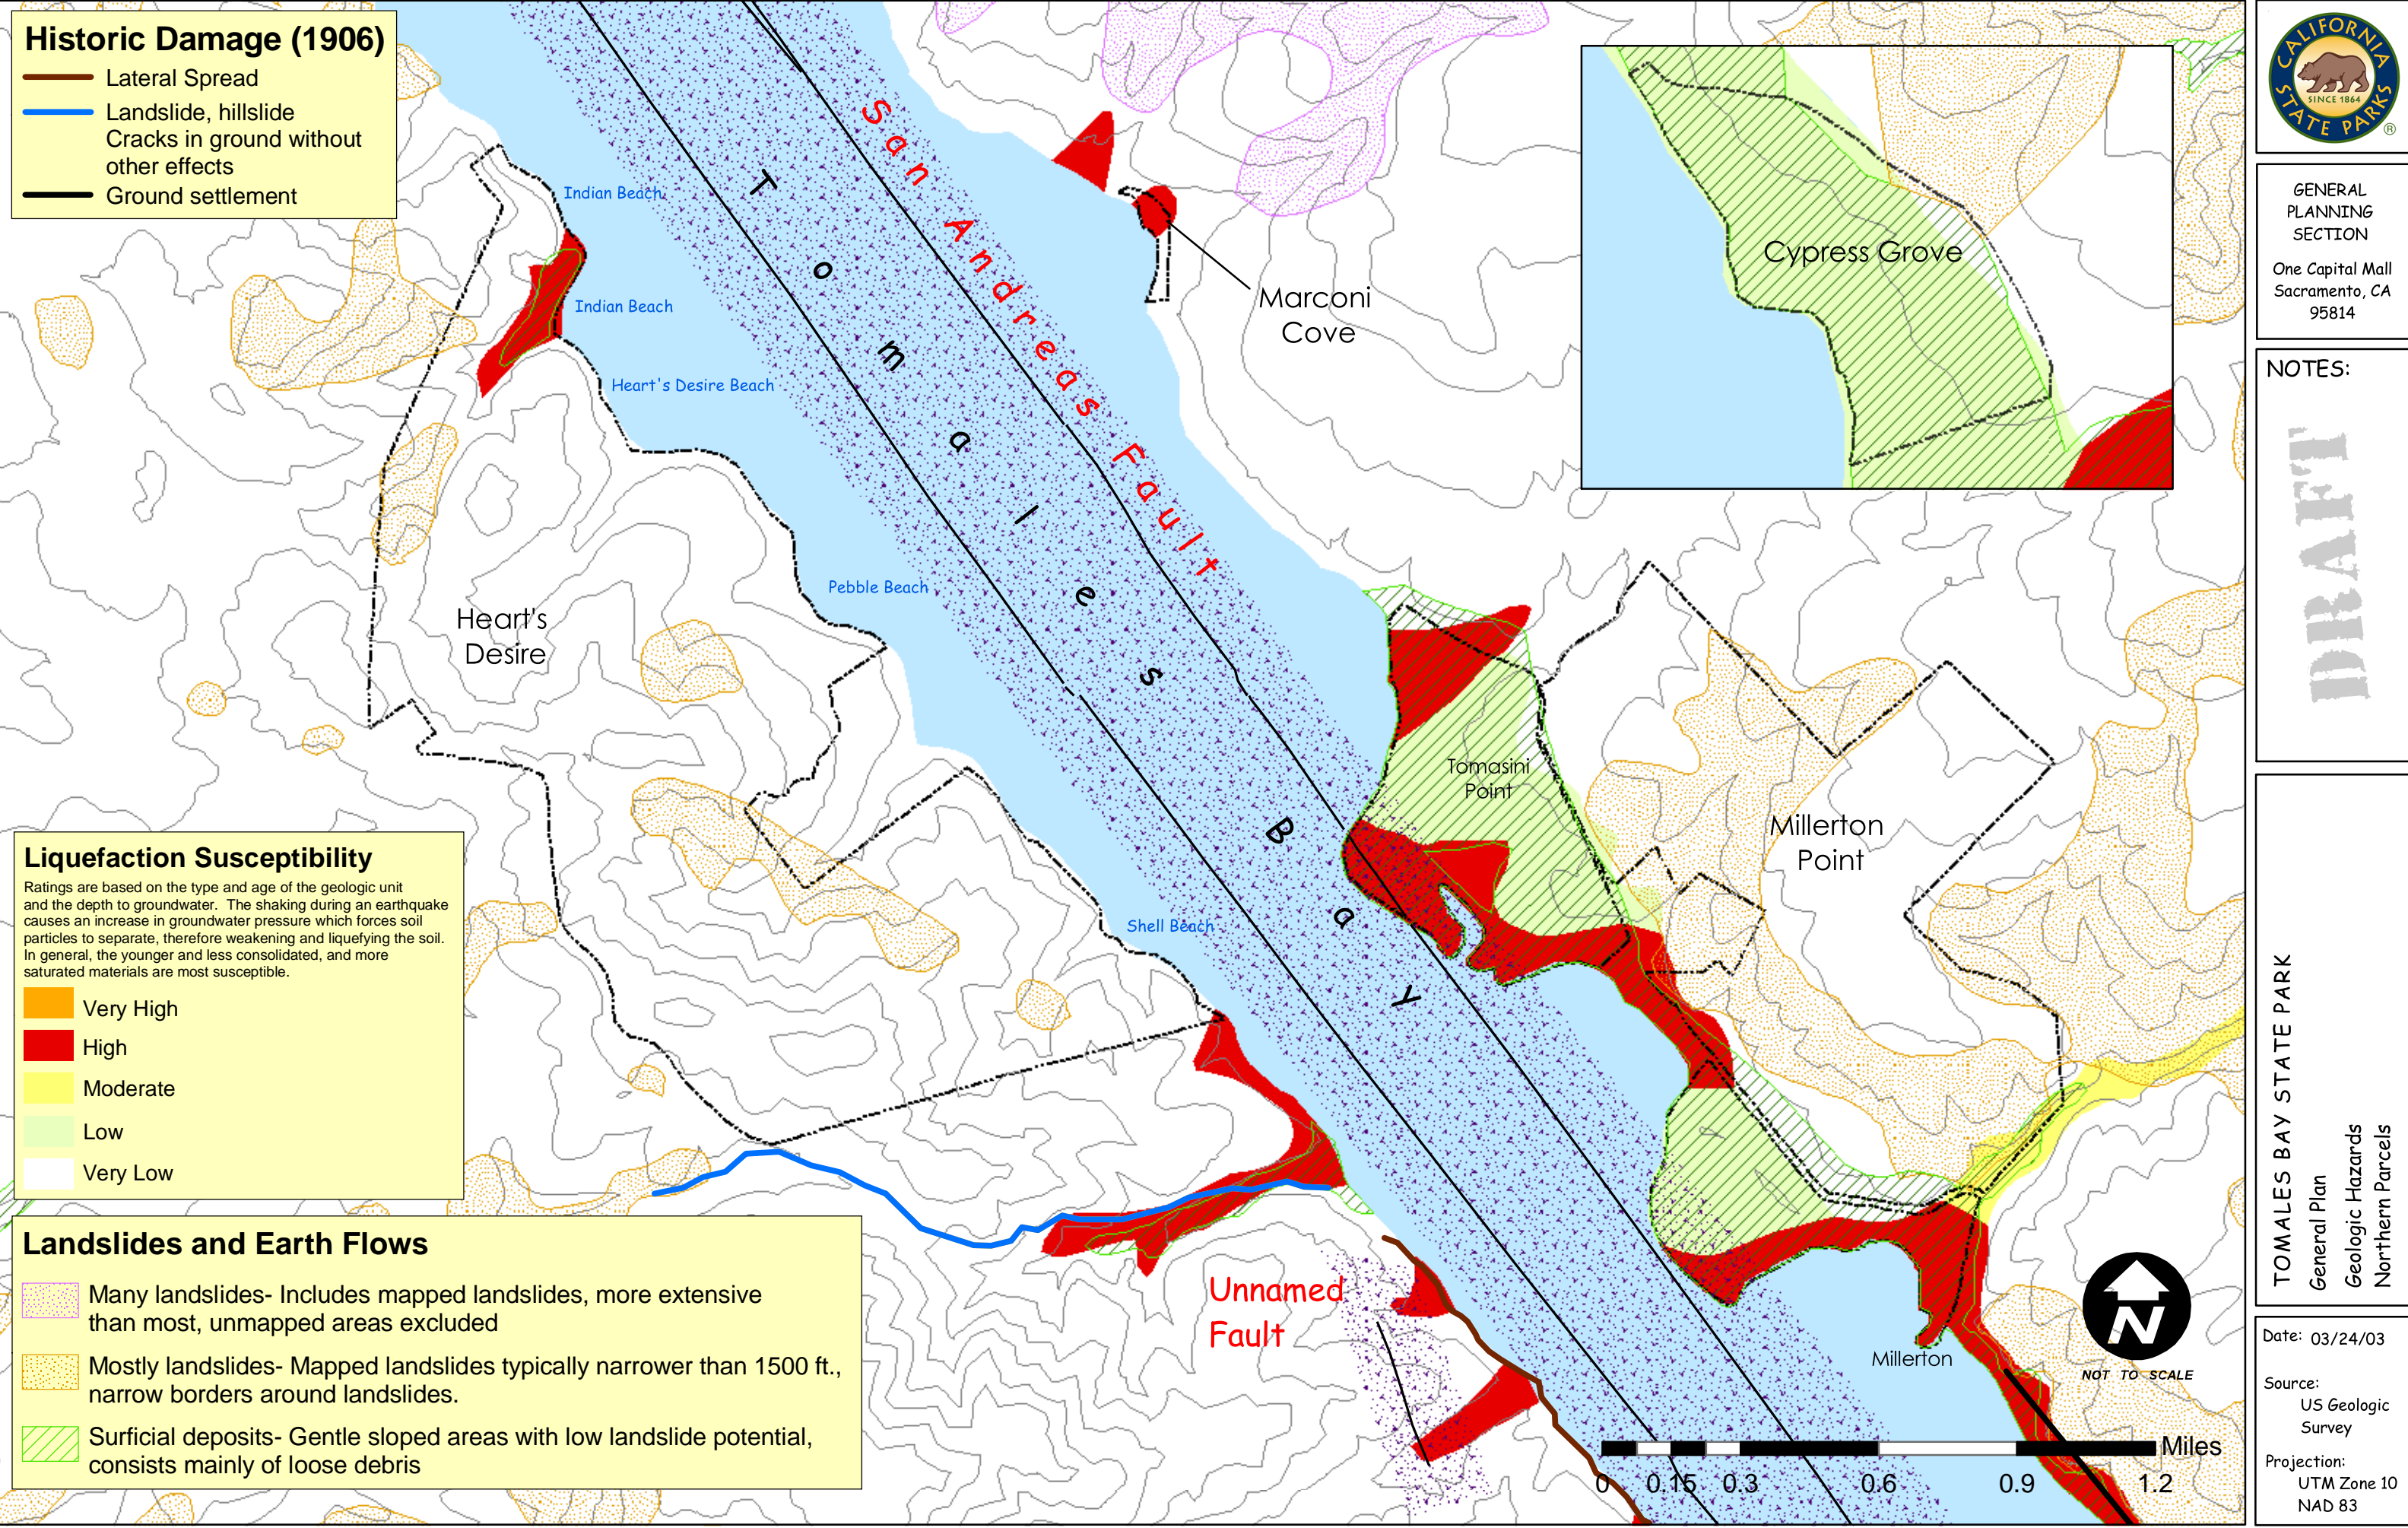 Historic Damage (1906)
Lateral Spread
Landslide, hillslide
Cracks in ground without
other effects
Ground settlement
Indian Beach
Indian Beach
Heart's Desire Beach
Pebble Beach
Shell Beach
Heart's
Desire
San Andreas Fault
Tomales Bay
Marconi
Cove
Cypress Grove
Tomasini
Point
Millerton
Point
Millerton
Unnamed
Fault
Liquefaction Susceptibility
Ratings are based on the type and age of the geologic unit
and the depth to groundwater. The shaking during an earthquake
causes an increase in groundwater pressure which forces soil
particles to separate, therefore weakening and liquefying the soil.
In general, the younger and less consolidated, and more
saturated materials are most susceptible.
Very High
High
Moderate
Low
Very Low
Landslides and Earth Flows
Many landslides- Includes mapped landslides, more extensive
than most, unmapped areas excluded
Mostly landslides- Mapped landslides typically narrower than 1500 ft.,
narrow borders around landslides.
Surficial deposits- Gentle sloped areas with low landslide potential,
consists mainly of loose debris
N
NOT TO SCALE
Miles
0 0.15 0.3 0.6 0.9 1.2
CALIFORNIA
SINCE 1864
STATE PARKS
®
GENERAL
PLANNING
SECTION
One Capital Mall
Sacramento, CA
95814
NOTES:
DRAFT
TOMALES BAY STATE PARK
General Plan
Geologic Hazards
Northern Parcels
Date: 03/24/03
Source:
US Geologic
Survey
Projection:
UTM Zone 10
NAD 83